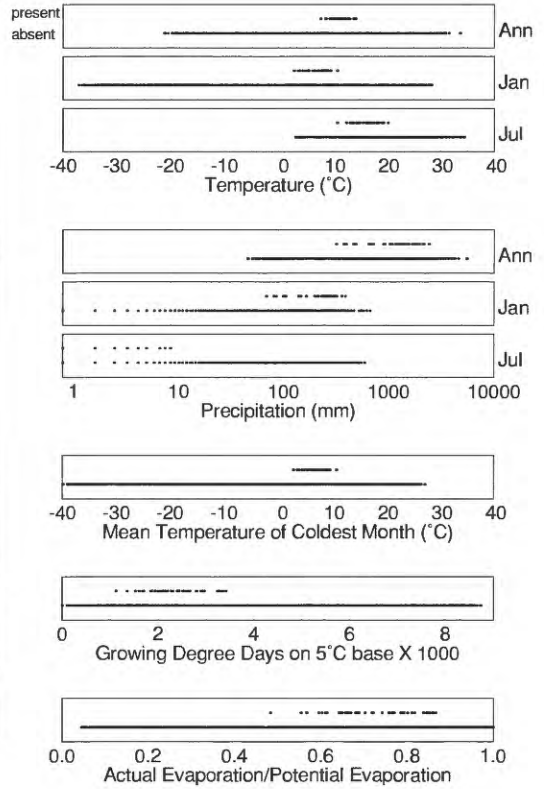 present
absent
Ann
Jan
Jul
-40 -30 -20 -10 0 10 20 30 40
Temperature (˚C)
Ann
Jan
Jul
1 10 100 1000 10000
Precipitation (mm)
-40 -30 -20 -10 0 10 20 30 40
Mean Temperature of Coldest Month (˚C)
0 2 4 6 8
Growing Degree Days on 5˚C base X 1000
0.0 0.2 0.4 0.6 0.8 1.0
Actual Evaporation/Potential Evaporation